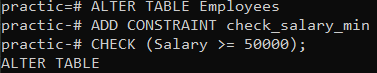 practic=# ALTER TABLE Employees
practic-# ADD CONSTRAINT check_salary_min
practic-# CHECK (Salary >= 50000);
ALTER TABLE